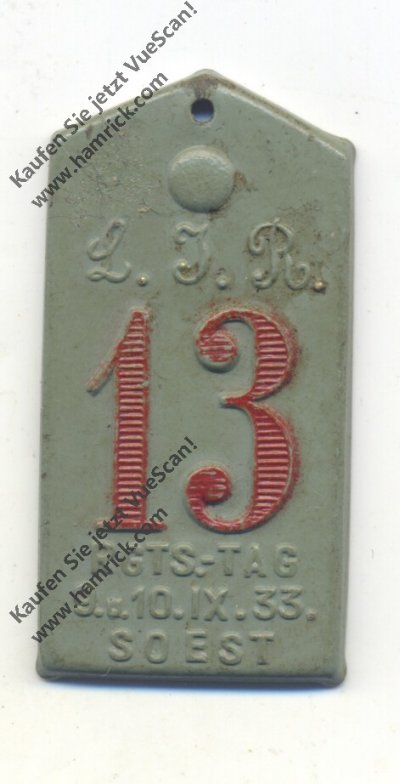 Kaufen Sie jetzt VueScan!
www.hamrick.com
L. I. R.
13
RGTS.-TAG
9.u.10.IX.33.
SOEST
Kaufen Sie jetzt VueScan!
www.hamrick.com